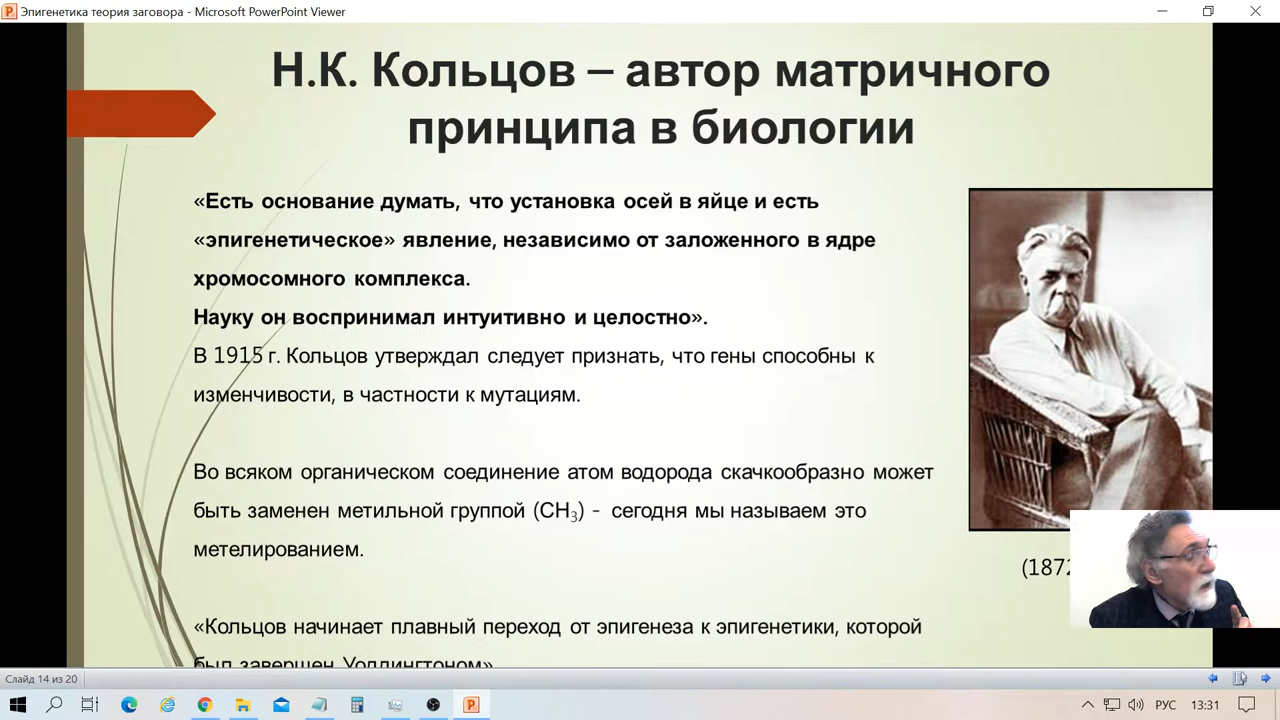 Эпигенетика теория заговора - Microsoft PowerPoint Viewer
Н.К. Кольцов – автор матричного
принципа в биологии
«Есть основание думать, что установка осей в яйце и есть
«эпигенетическое» явление, независимо от заложенного в ядре
хромосомного комплекса.
Науку он воспринимал интуитивно и целостно».
В 1915 г. Кольцов утверждал следует признать, что гены способны к
изменчивости, в частности к мутациям.
Во всяком органическом соединение атом водорода скачкообразно может
быть заменен метильной группой (СН₃) - сегодня мы называем это
метелированием.
(1872
«Кольцов начинает плавный переход от эпигенеза к эпигенетики, которой
был завершен Уоддингтоном»
Слайд 14 из 20
РУС
13:31